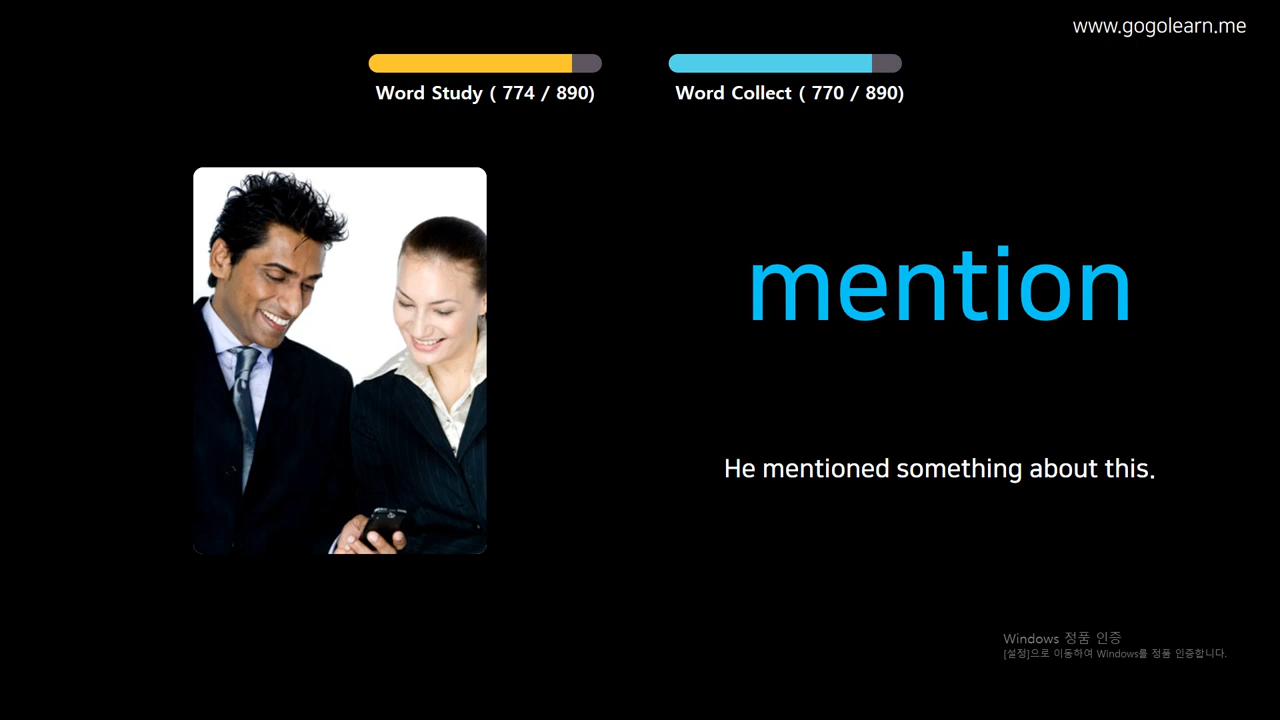 www.gogolearn.me
Word Study ( 774 / 890)
Word Collect ( 770 / 890)
mention
He mentioned something about this.
Windows 정품 인증
[설정]으로 이동하여 Windows를 정품 인증합니다.